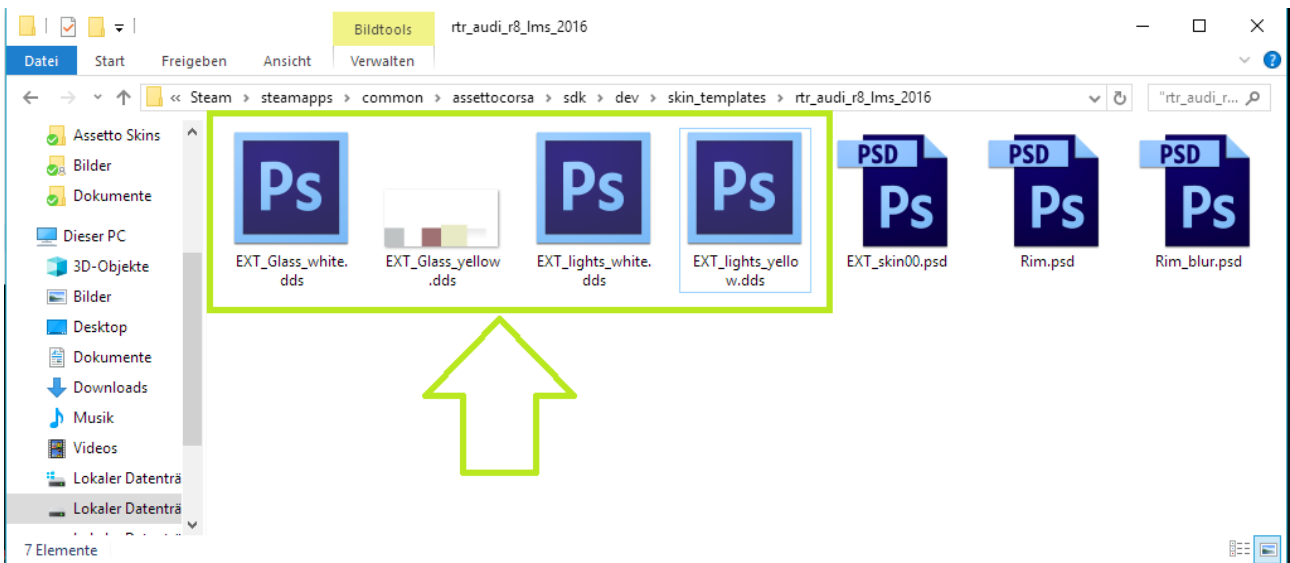 Bildtools
rtr_audi_r8_lms_2016
Datei Start Freigeben Ansicht Verwalten
« Steam › steamapps › common › assettocorsa › sdk › dev › skin_templates › rtr_audi_r8_lms_2016
"rtr_audi_r...
Assetto Skins
Bilder
Dokumente
Dieser PC
3D-Objekte
Bilder
Desktop
Dokumente
Downloads
Musik
Videos
Lokaler Datenträ
Lokaler Datenträ
Ps
EXT_Glass_white.
dds
EXT_Glass_yellow
.dds
Ps
EXT_lights_white.
dds
Ps
EXT_lights_yello
w.dds
PSD
Ps
EXT_skin00.psd
PSD
Ps
Rim.psd
PSD
Ps
Rim_blur.psd
7 Elemente